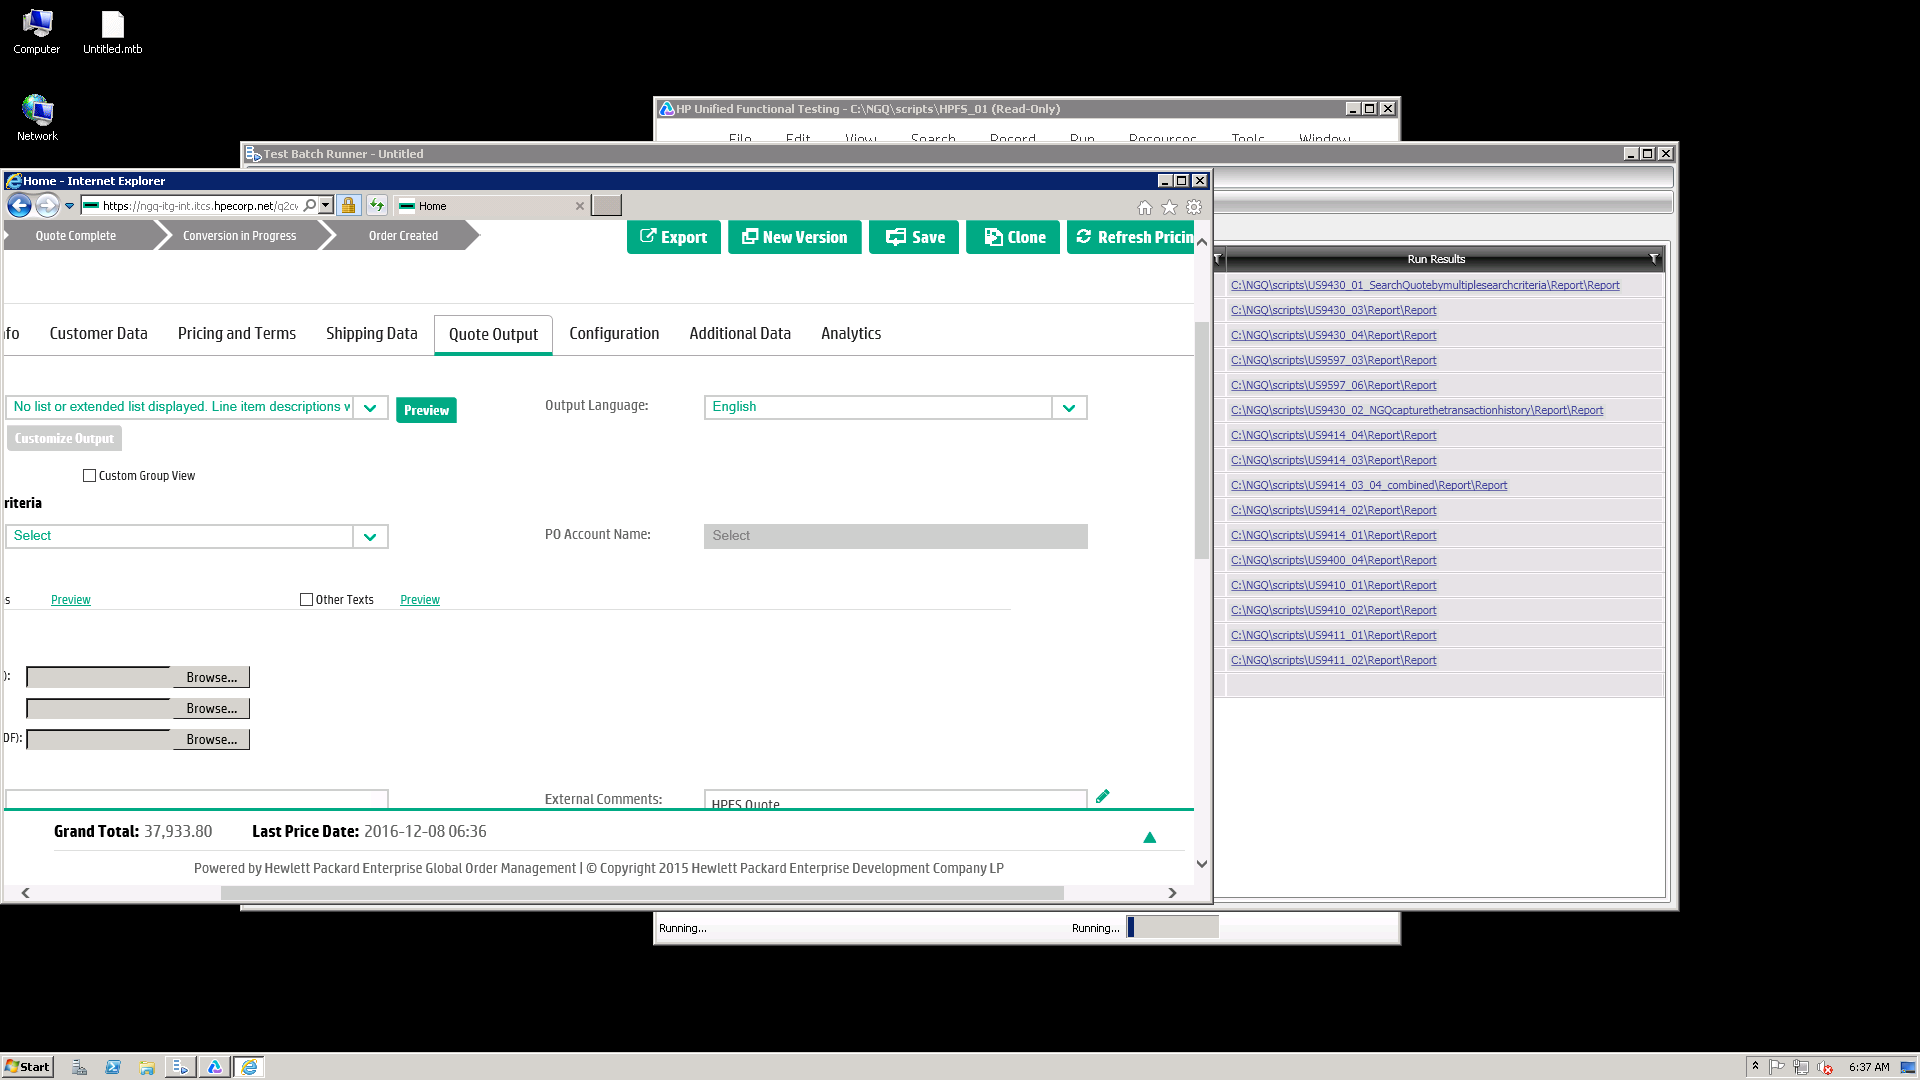 Computer
Untitled.mtb
Network
HP Unified Functional Testing - C:\NGQ\scripts\HPFS_01 (Read-Only)
File Edit View Search Record Run Resources Tools Window
Test Batch Runner - Untitled
Home - Internet Explorer
https://ngq-itg-int.itcs.hpecorp.net/q2c
Home
Quote Complete
Conversion in Progress
Order Created
Export
New Version
Save
Clone
Refresh Pricin
fo
Customer Data
Pricing and Terms
Shipping Data
Quote Output
Configuration
Additional Data
Analytics
No list or extended list displayed. Line item descriptions
Preview
Output Language:
English
Customize Output
Custom Group View
riteria
Select
PO Account Name:
Select
s
Preview
Other Texts
Preview
):
Browse...
Browse...
DF):
Browse...
External Comments:
HPFS Quote
Grand Total: 37,933.80
Last Price Date: 2016-12-08 06:36
Powered by Hewlett Packard Enterprise Global Order Management | © Copyright 2015 Hewlett Packard Enterprise Development Company LP
Run Results
C:\NGQ\scripts\US9430_01_SearchQuotebymultiplesearchcriteria\Report\Report
C:\NGQ\scripts\US9430_03\Report\Report
C:\NGQ\scripts\US9430_04\Report\Report
C:\NGQ\scripts\US9597_03\Report\Report
C:\NGQ\scripts\US9597_06\Report\Report
C:\NGQ\scripts\US9430_02_NGQcapturethetransactionhistory\Report\Report
C:\NGQ\scripts\US9414_04\Report\Report
C:\NGQ\scripts\US9414_03\Report\Report
C:\NGQ\scripts\US9414_03_04_combined\Report\Report
C:\NGQ\scripts\US9414_02\Report\Report
C:\NGQ\scripts\US9414_01\Report\Report
C:\NGQ\scripts\US9400_04\Report\Report
C:\NGQ\scripts\US9410_01\Report\Report
C:\NGQ\scripts\US9410_02\Report\Report
C:\NGQ\scripts\US9411_01\Report\Report
C:\NGQ\scripts\US9411_02\Report\Report
Running...
Running...
Start
6:37 AM